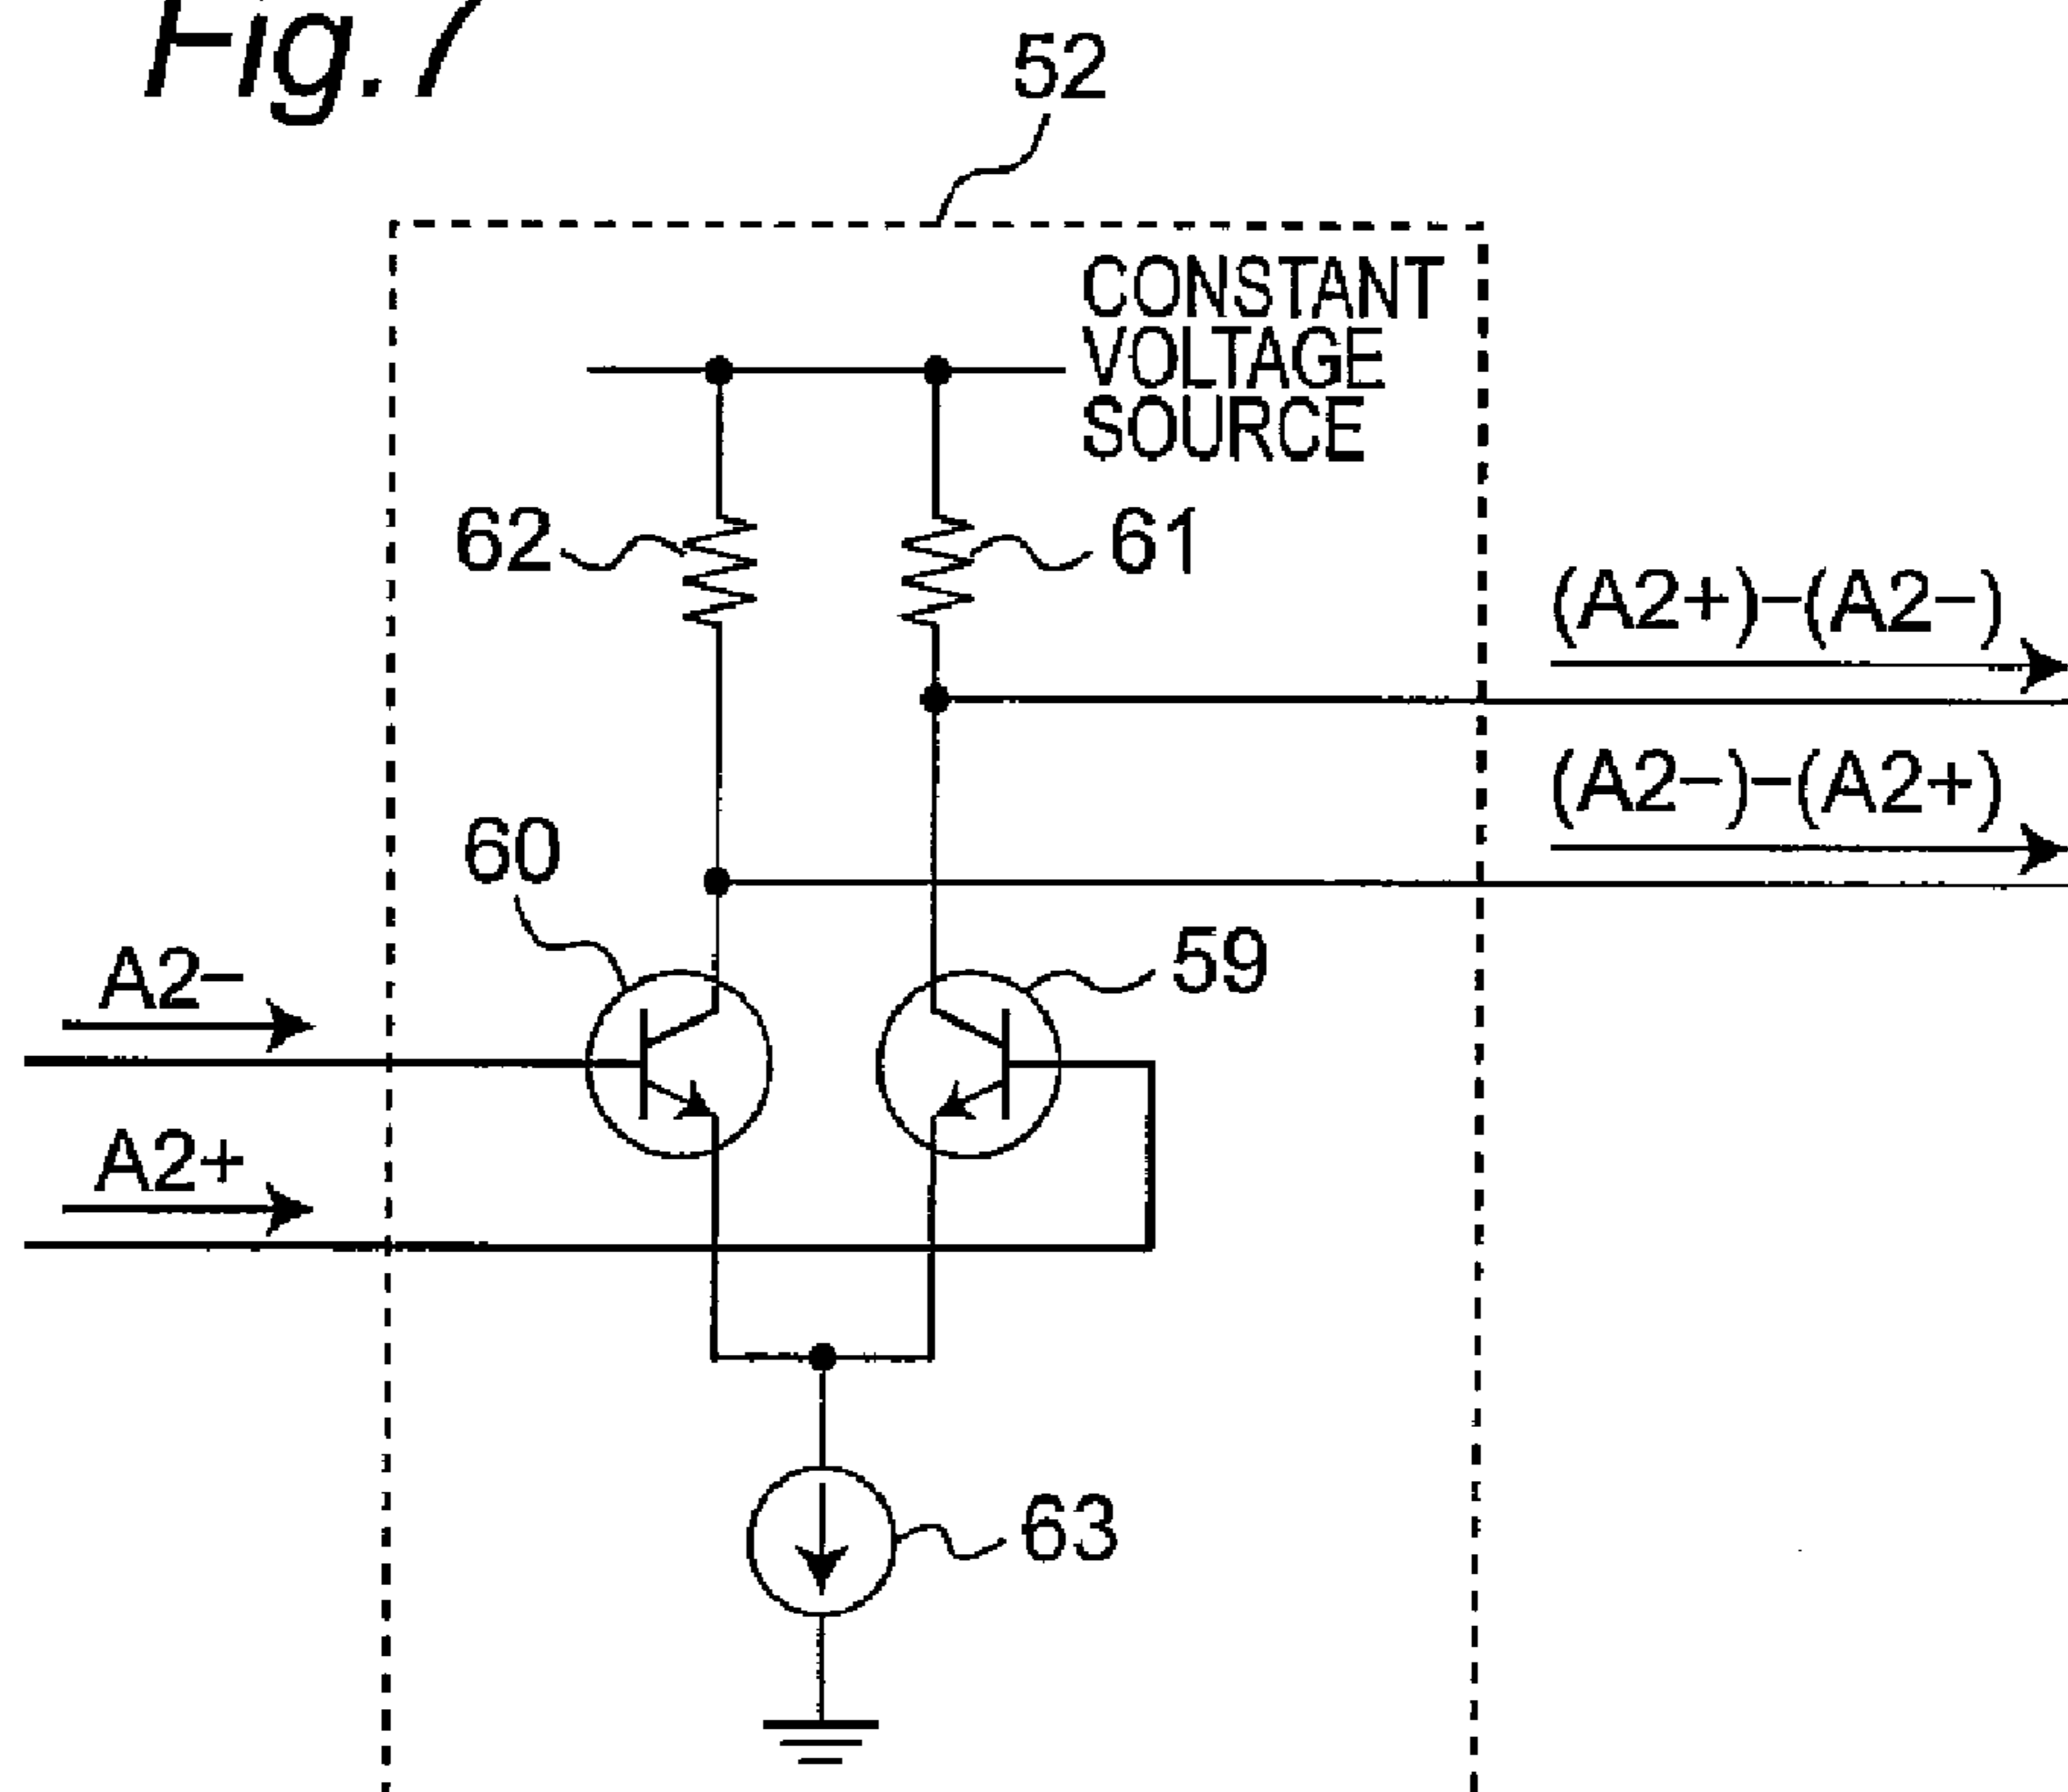 Fig.7
52
CONSTANT
VOLTAGE
SOURCE
62
61
(A2+)−(A2−)
(A2−)−(A2+)
60
59
A2−
A2+
63